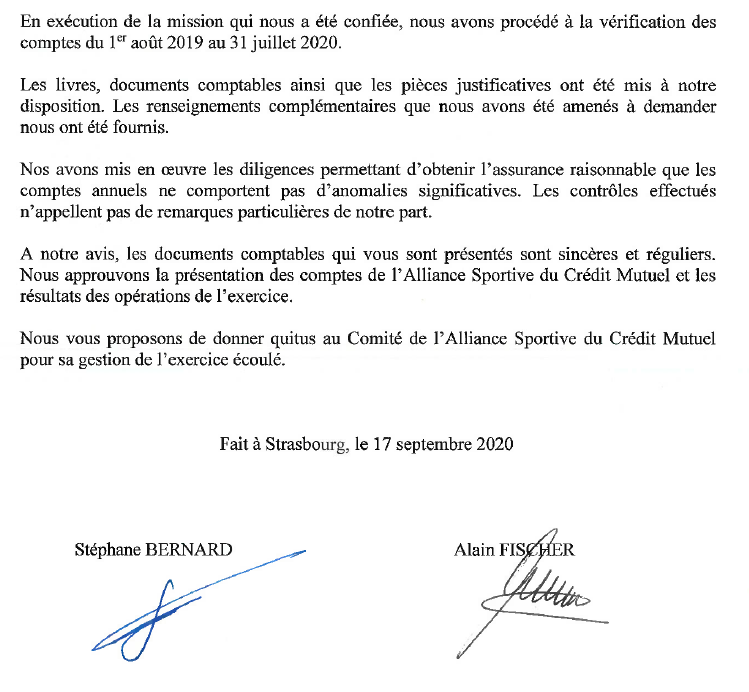 En exécution de la mission qui nous a été confiée, nous avons procédé à la vérification des
comptes du 1er août 2019 au 31 juillet 2020.
Les livres, documents comptables ainsi que les pièces justificatives ont été mis à notre
disposition. Les renseignements complémentaires que nous avons été amenés à demander
nous ont été fournis.
Nos avons mis en œuvre les diligences permettant d'obtenir l'assurance raisonnable que les
comptes annuels ne comportent pas d'anomalies significatives. Les contrôles effectués
n'appellent pas de remarques particulières de notre part.
A notre avis, les documents comptables qui vous sont présentés sont sincères et réguliers.
Nous approuvons la présentation des comptes de l'Alliance Sportive du Crédit Mutuel et les
résultats des opérations de l'exercice.
Nous vous proposons de donner quitus au Comité de l'Alliance Sportive du Crédit Mutuel
pour sa gestion de l'exercice écoulé.
Fait à Strasbourg, le 17 septembre 2020
Stéphane BERNARD
Alain FISCHER